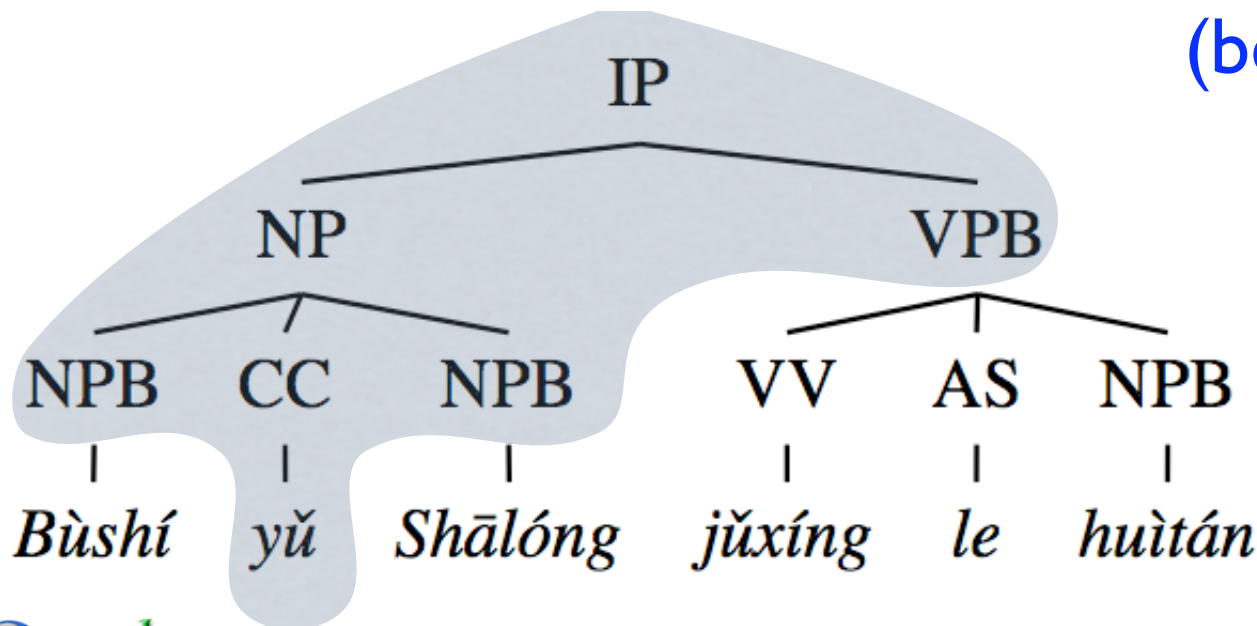 (b
IP
NP VPB
NPB CC NPB VV AS NPB
Bùshí yǔ Shālóng jǔxíng le huìtán